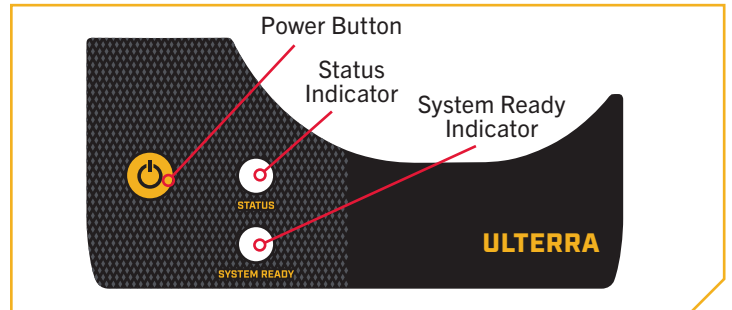 Power Button
Status
Indicator
System Ready
Indicator
STATUS
ULTERRA
SYSTEM READY